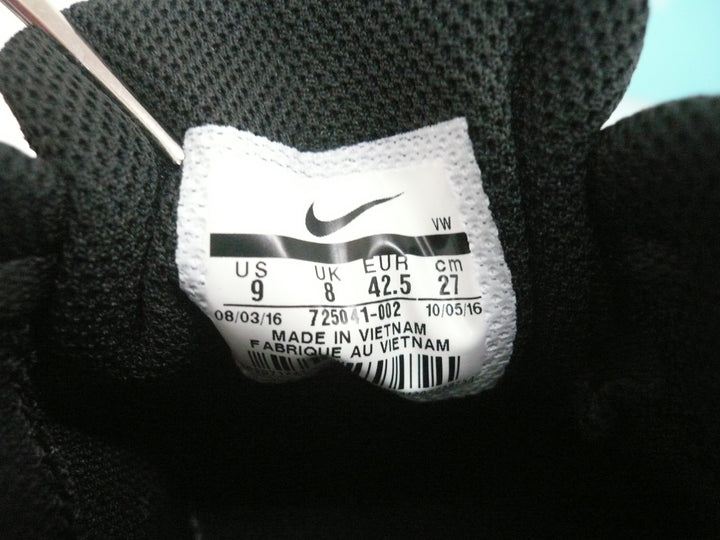 VW
US UK EUR cm
9 8 42.5 27
08/03/16 725041-002 10/05/16
MADE IN VIETNAM
FABRIQUE AU VIETNAM